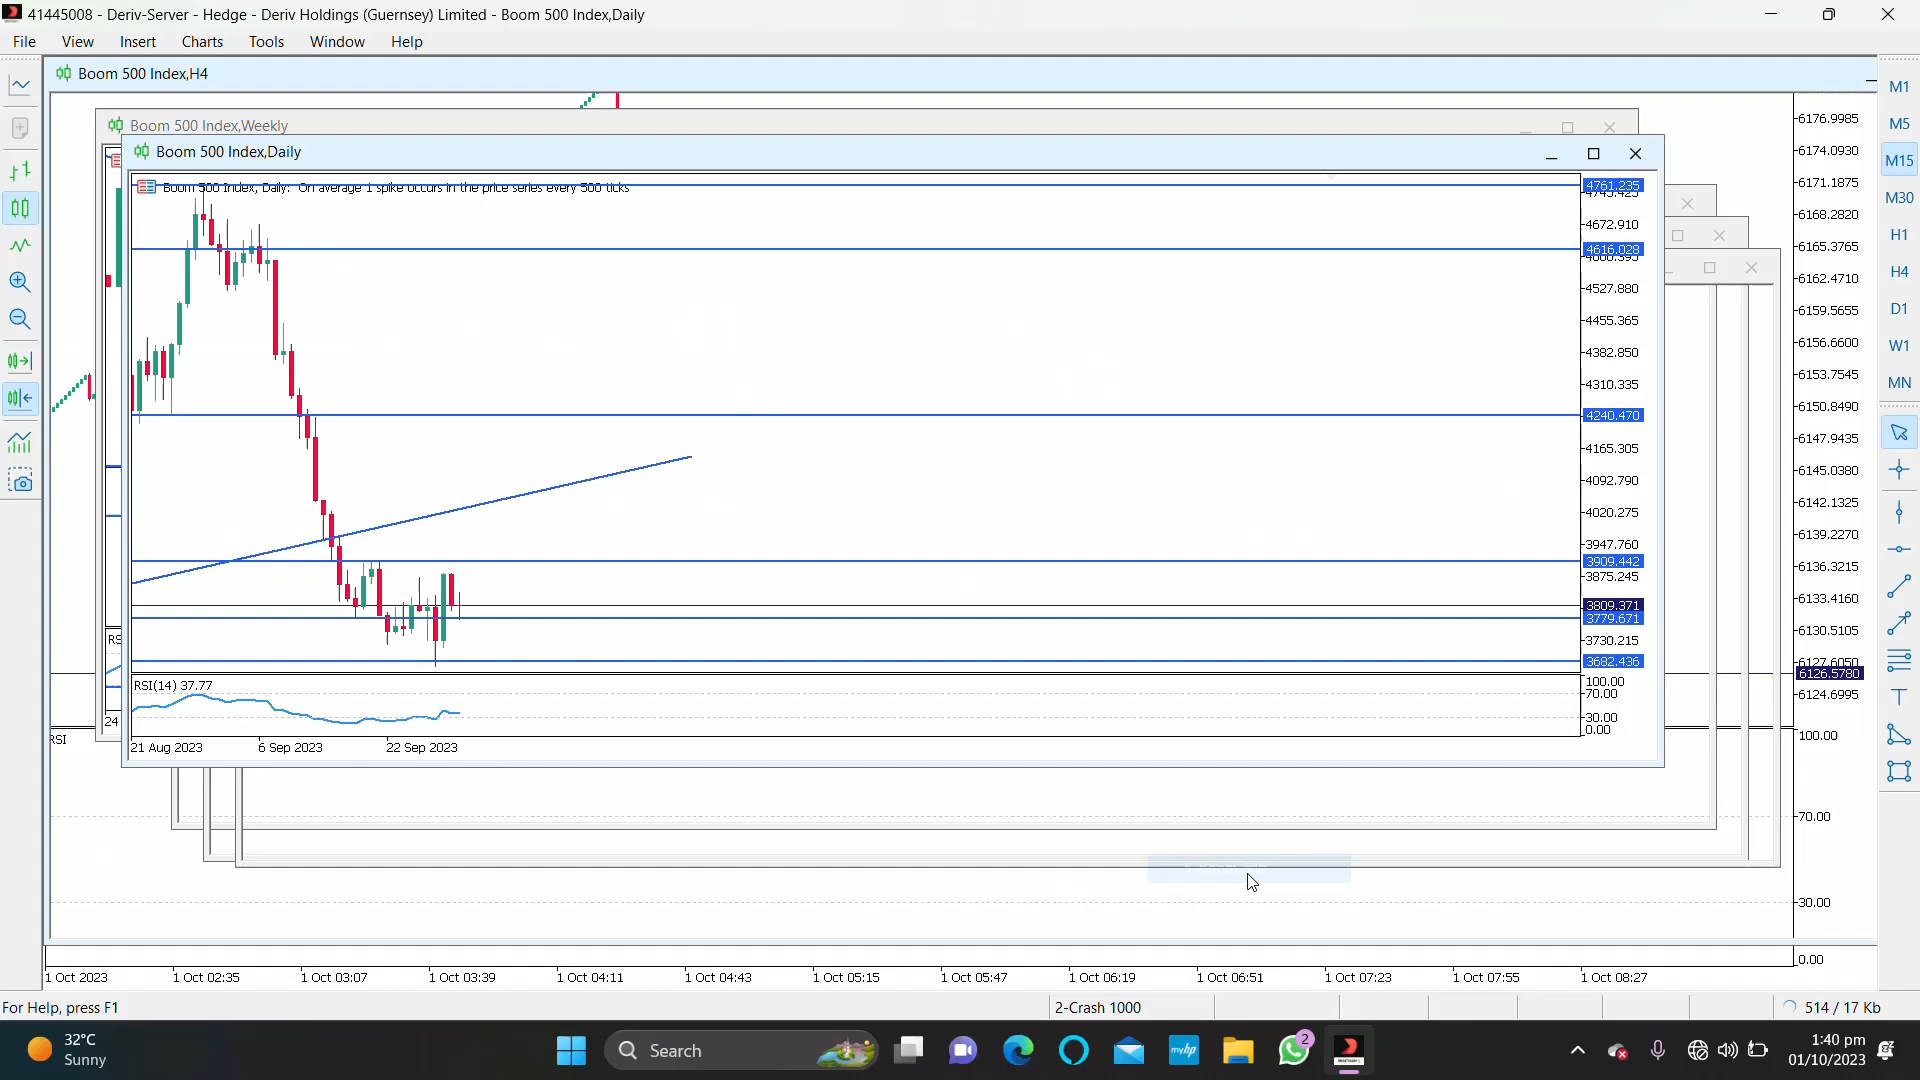 41445008 - Deriv-Server - Hedge - Deriv Holdings (Guernsey) Limited - Boom 500 Index,Daily
File View Insert Charts Tools Window Help
Boom 500 Index,H4
Boom 500 Index,Weekly
Boom 500 Index,Daily
Boom 500 Index, Daily: On average 1 spike occurs in the price series every 500 ticks
4761.235
4672.910
4616.028
4527.880
4455.365
4382.850
4310.335
4240.470
4165.305
4092.790
4020.275
3947.760
3909.442
3875.245
3809.371
3779.671
3730.215
3682.436
RSI(14) 37.77
100.00
70.00
30.00
0.00
21 Aug 2023 6 Sep 2023 22 Sep 2023
RS
24
RSI
6176.9985
6174.0930
6171.1875
6168.2820
6165.3765
6162.4710
6159.5655
6156.6600
6153.7545
6150.8490
6147.9435
6145.0380
6142.1325
6139.2270
6136.3215
6133.4160
6130.5105
6127.6050
6126.5780
6124.6995
100.00
70.00
30.00
0.00
M1
M5
M15
M30
H1
H4
D1
W1
MN
1 Oct 2023 1 Oct 02:35 1 Oct 03:07 1 Oct 03:39 1 Oct 04:11 1 Oct 04:43 1 Oct 05:15 1 Oct 05:47 1 Oct 06:19 1 Oct 06:51 1 Oct 07:23 1 Oct 07:55 1 Oct 08:27
For Help, press F1 2-Crash 1000 514 / 17 Kb
32°C
Sunny
Search
myhp
2
1:40 pm
01/10/2023